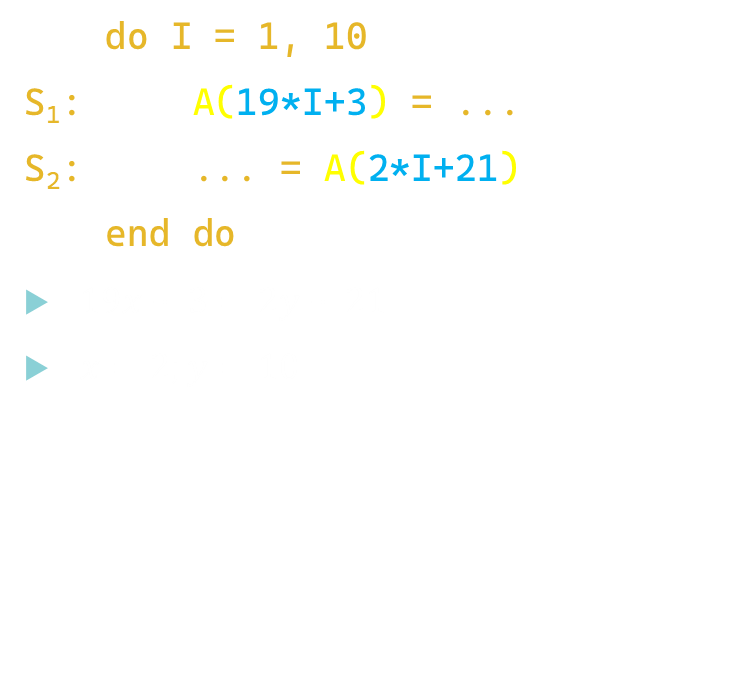 do I = 1, 10
S₁: A(19*I+3) = ...
S₂: ... = A(2*I+21)
end do